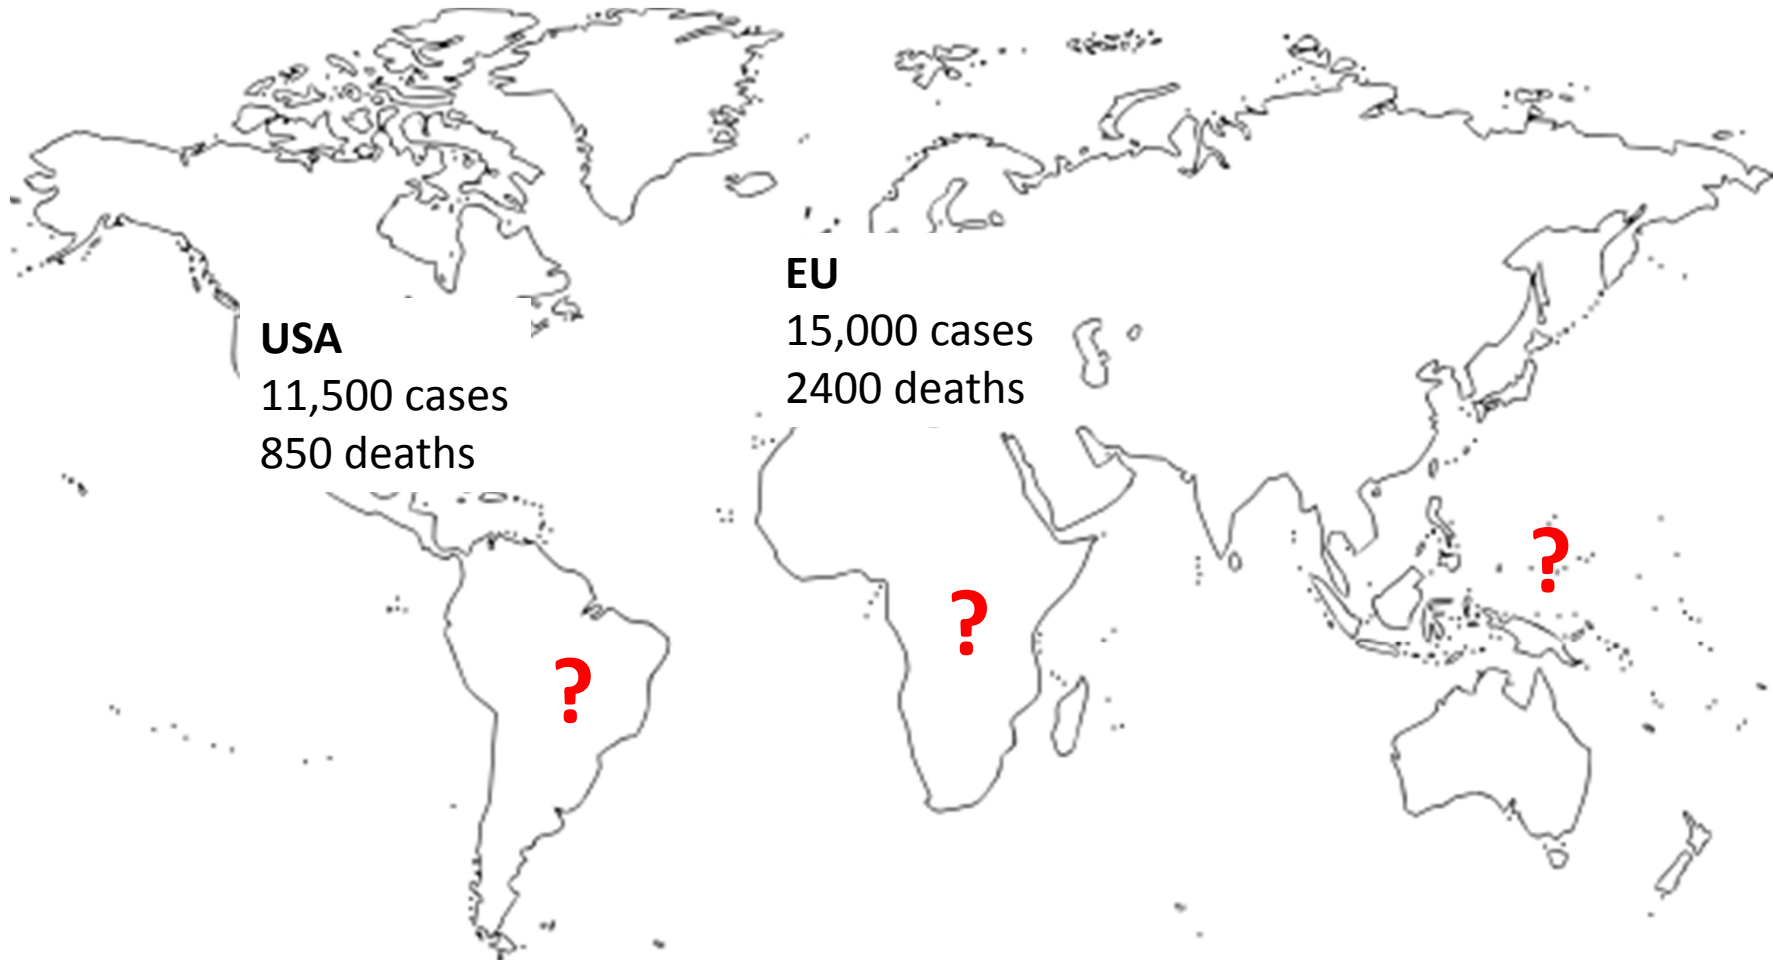 USA
11,500 cases
850 deaths
EU
15,000 cases
2400 deaths
?
?
?